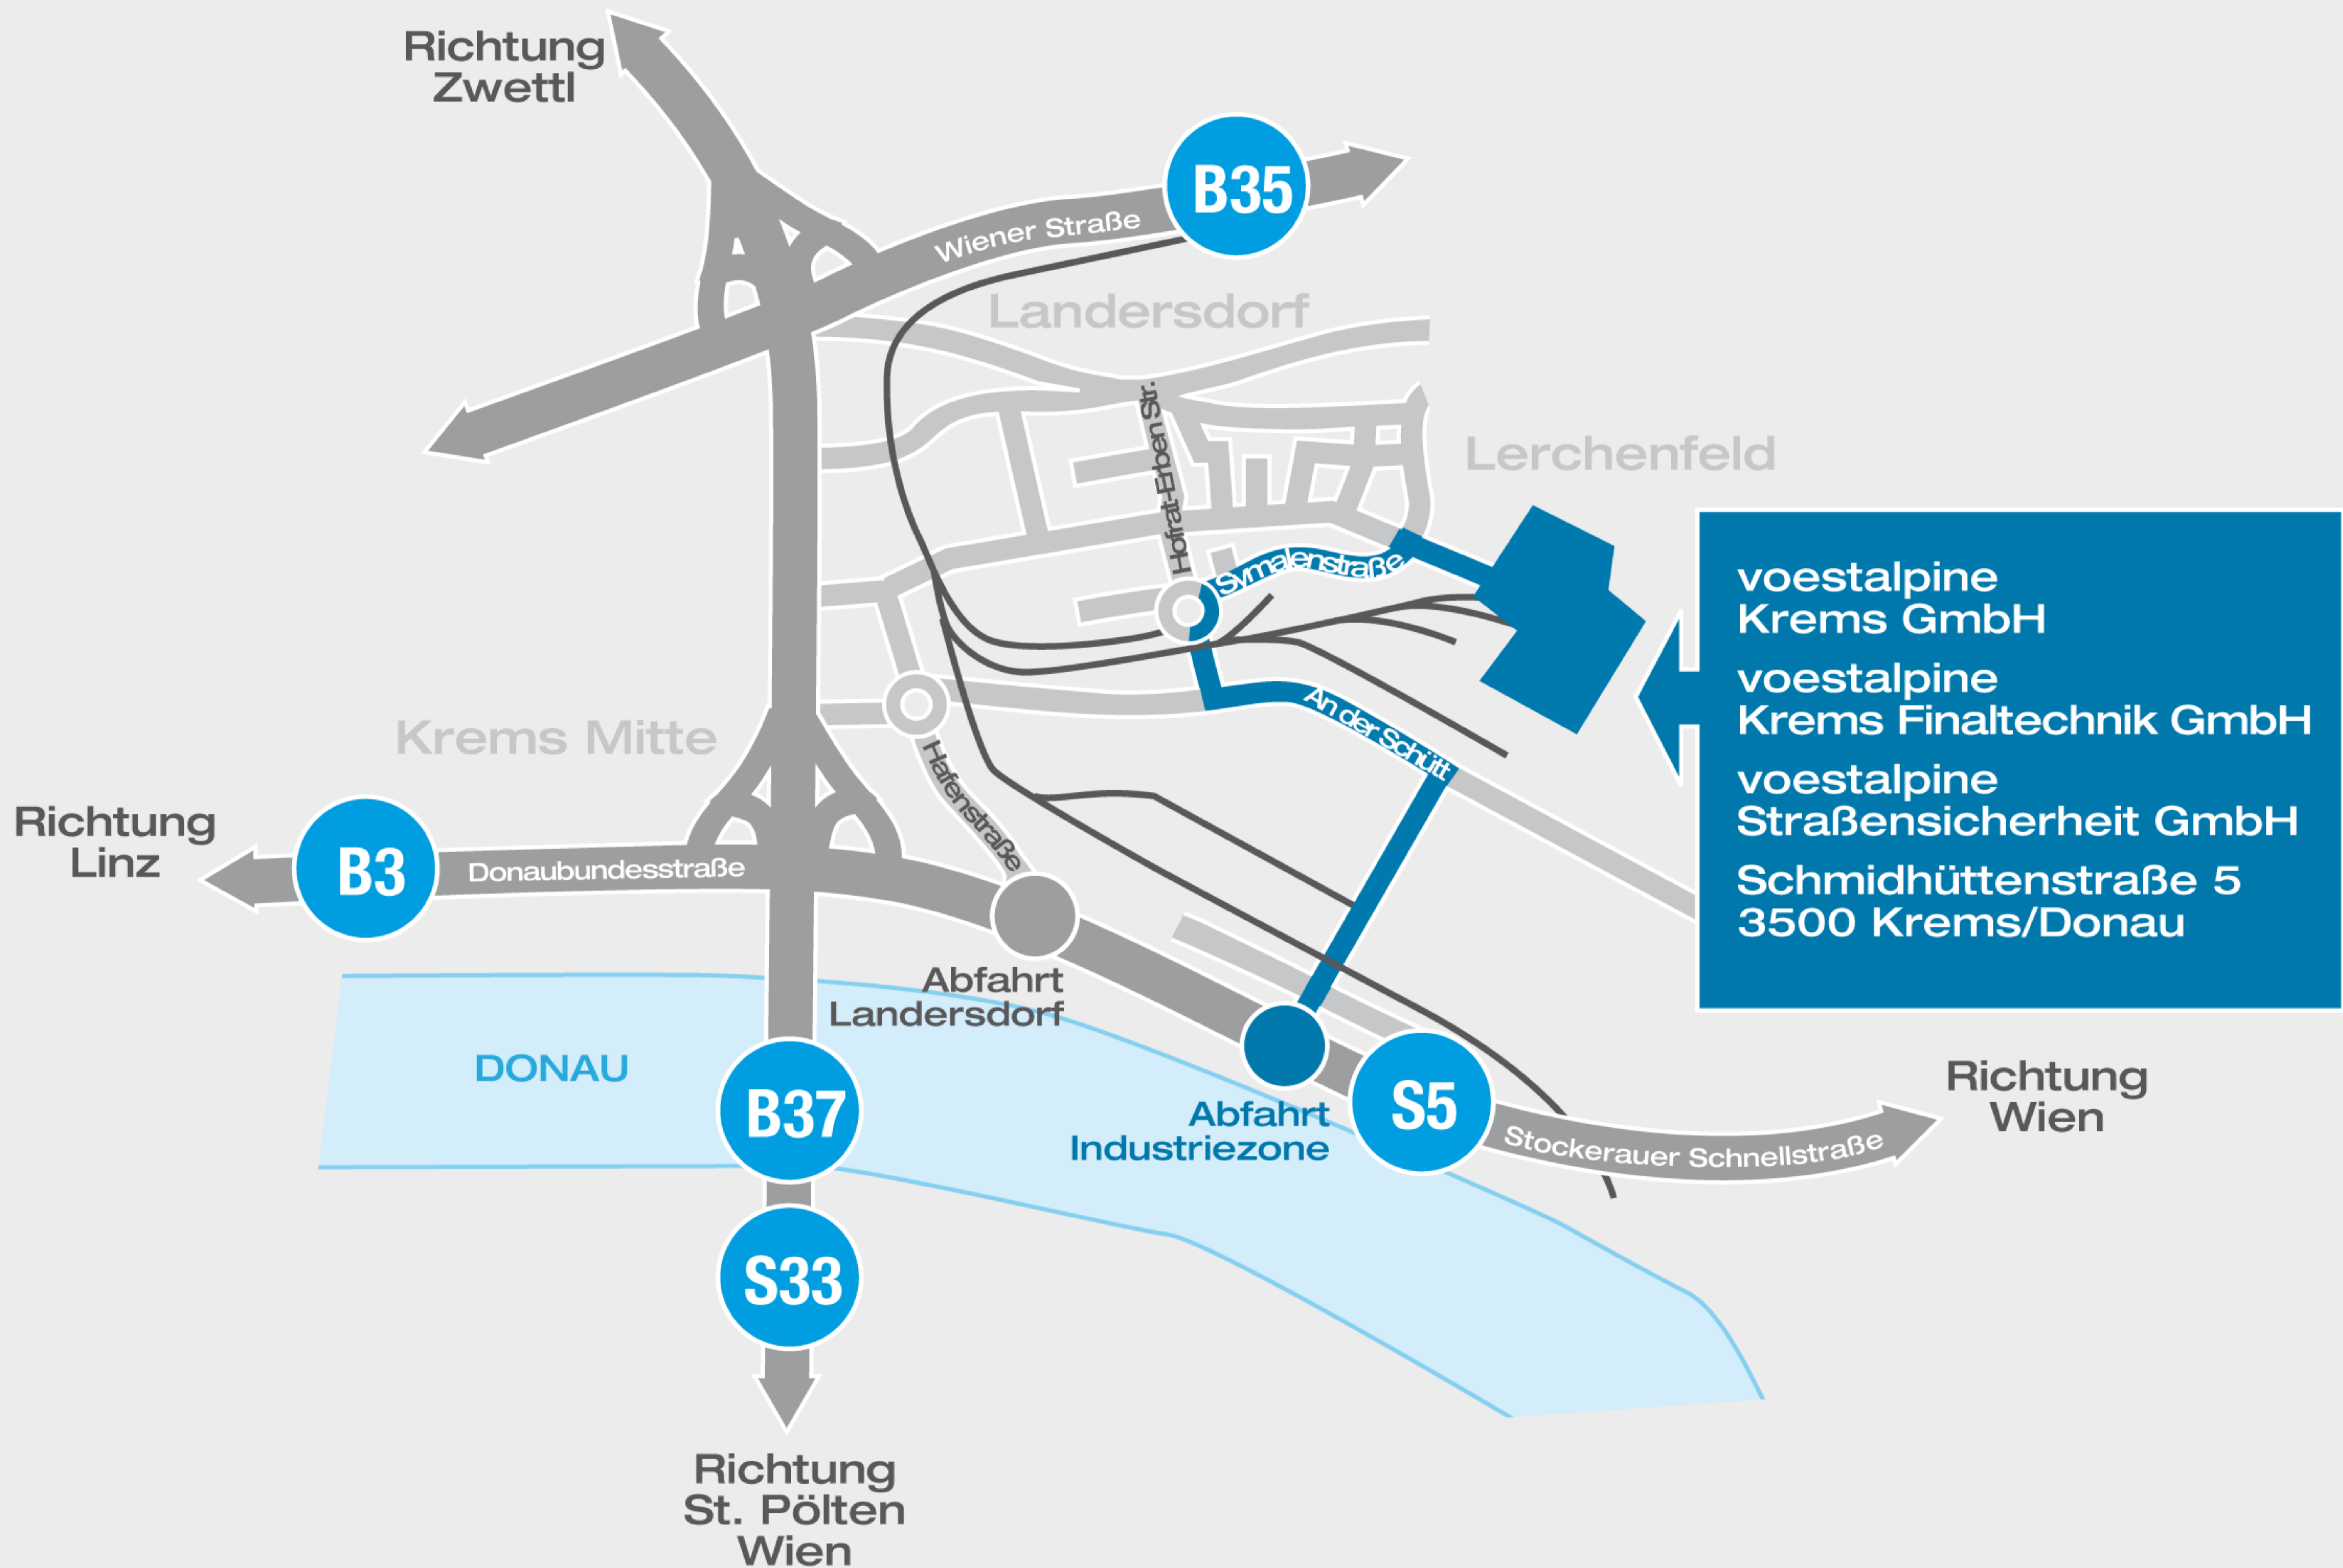 Richtung
Zwettl
B35
Wiener Straße
Landersdorf
Hofrat-Erben Str.
Lerchenfeld
Symalenstraße
voestalpine
Krems GmbH
voestalpine
Krems Finaltechnik GmbH
voestalpine
Straßensicherheit GmbH
Schmidhüttenstraße 5
3500 Krems/Donau
An der Schütt
Krems Mitte
Hafenstraße
Richtung
Linz
B3
Donaubundesstraße
Abfahrt
Landersdorf
DONAU
B37
Abfahrt
Industriezone
S5
Stockerauer Schnellstraße
Richtung
Wien
S33
Richtung
St. Pölten
Wien